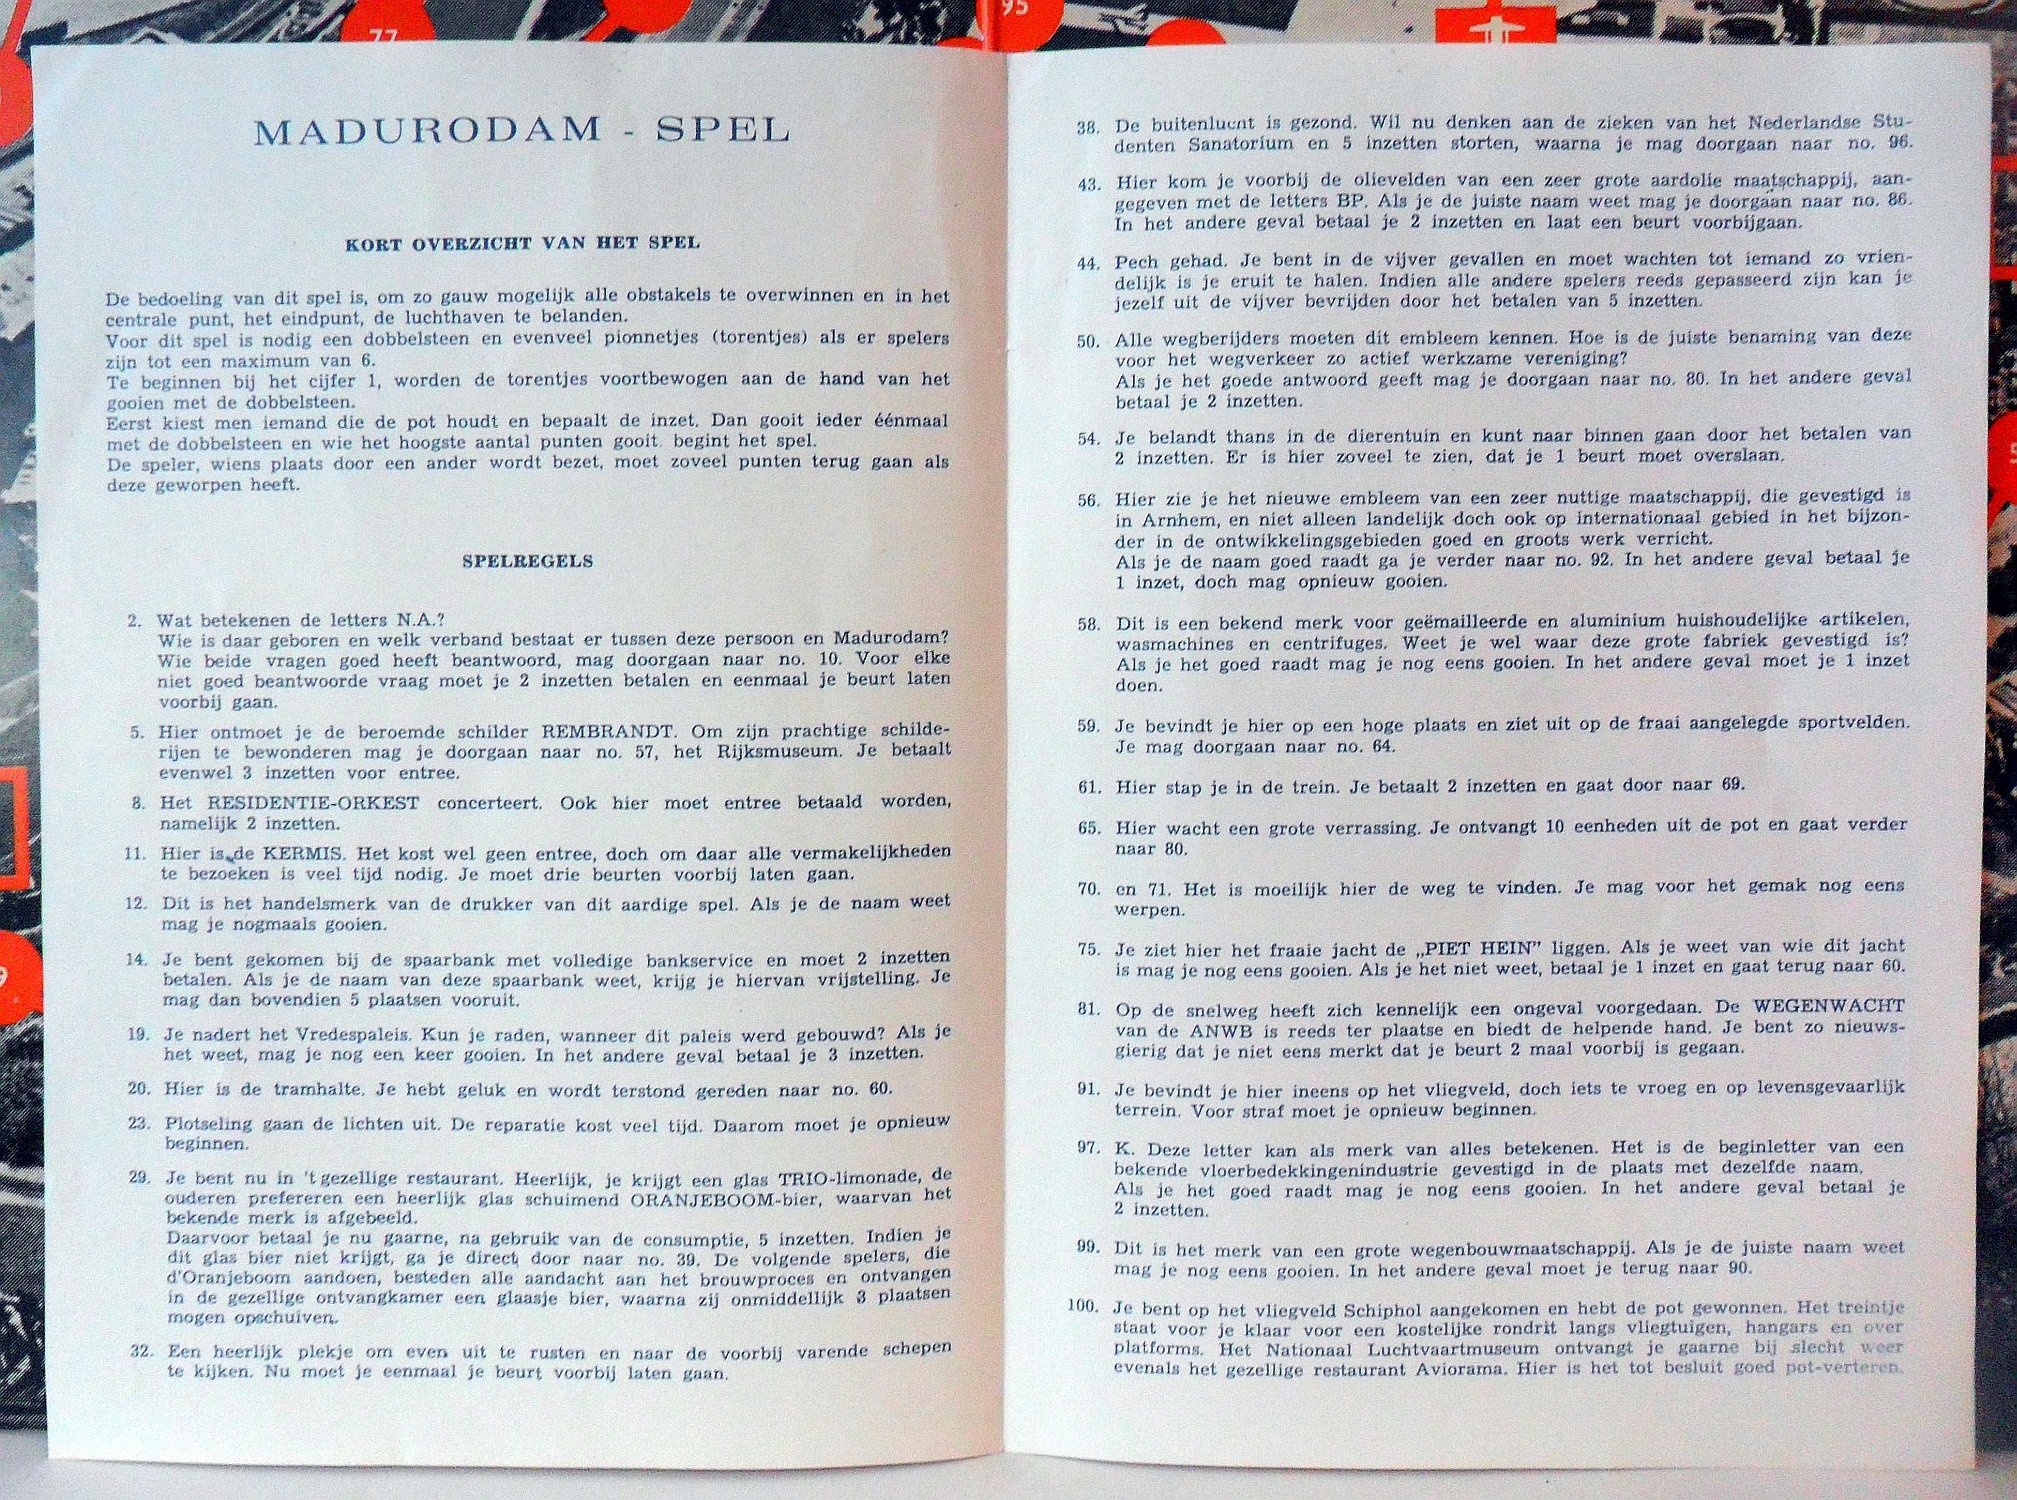 77
95
MADURODAM - SPEL
KORT OVERZICHT VAN HET SPEL
De bedoeling van dit spel is, om zo gauw mogelijk alle obstakels te overwinnen en in het
centrale punt, het eindpunt, de luchthaven te belanden.
Voor dit spel is nodig een dobbelsteen en evenveel pionnetjes (torentjes) als er spelers
zijn tot een maximum van 6.
Te beginnen bij het cijfer 1, worden de torentjes voortbewogen aan de hand van het
gooien met de dobbelsteen.
Eerst kiest men iemand die de pot houdt en bepaalt de inzet. Dan gooit ieder éénmaal
met de dobbelsteen en wie het hoogste aantal punten gooit begint het spel.
De speler, wiens plaats door een ander wordt bezet, moet zoveel punten terug gaan als
deze geworpen heeft.
SPELREGELS
2. Wat betekenen de letters N.A.?
Wie is daar geboren en welk verband bestaat er tussen deze persoon en Madurodam?
Wie beide vragen goed heeft beantwoord, mag doorgaan naar no. 10. Voor elke
niet goed beantwoorde vraag moet je 2 inzetten betalen en eenmaal je beurt laten
voorbij gaan.
5. Hier ontmoet je de beroemde schilder REMBRANDT. Om zijn prachtige schilde-
rijen te bewonderen mag je doorgaan naar no. 57, het Rijksmuseum. Je betaalt
evenwel 3 inzetten voor entree.
8. Het RESIDENTIE-ORKEST concerteert. Ook hier moet entree betaald worden,
namelijk 2 inzetten.
11. Hier is de KERMIS. Het kost wel geen entree, doch om daar alle vermakelijkheden
te bezoeken is veel tijd nodig. Je moet drie beurten voorbij laten gaan.
12. Dit is het handelsmerk van de drukker van dit aardige spel. Als je de naam weet
mag je nogmaals gooien.
14. Je bent gekomen bij de spaarbank met volledige bankservice en moet 2 inzetten
betalen. Als je de naam van deze spaarbank weet, krijg je hiervan vrijstelling. Je
mag dan bovendien 5 plaatsen vooruit.
19. Je nadert het Vredespaleis. Kun je raden, wanneer dit paleis werd gebouwd? Als je
het weet, mag je nog een keer gooien. In het andere geval betaal je 3 inzetten.
20. Hier is de tramhalte. Je hebt geluk en wordt terstond gereden naar no. 60.
23. Plotseling gaan de lichten uit. De reparatie kost veel tijd. Daarom moet je opnieuw
beginnen.
29. Je bent nu in 't gezellige restaurant. Heerlijk, je krijgt een glas TRIO-limonade, de
ouderen prefereren een heerlijk glas schuimend ORANJEBOOM-bier, waarvan het
bekende merk is afgebeeld.
Daarvoor betaal je nu gaarne, na gebruik van de consumptie, 5 inzetten. Indien je
dit glas bier niet krijgt, ga je direct door naar no. 39. De volgende spelers, die
d'Oranjeboom aandoen, besteden alle aandacht aan het brouwproces en ontvangen
in de gezellige ontvangkamer een glaasje bier, waarna zij onmiddellijk 3 plaatsen
mogen opschuiven.
32. Een heerlijk plekje om even uit te rusten en naar de voorbij varende schepen
te kijken. Nu moet je eenmaal je beurt voorbij laten gaan.
38. De buitenlucht is gezond. Wil nu denken aan de zieken van het Nederlandse Stu-
denten Sanatorium en 5 inzetten storten, waarna je mag doorgaan naar no. 96.
43. Hier kom je voorbij de olievelden van een zeer grote aardolie maatschappij, aan-
gegeven met de letters BP. Als je de juiste naam weet mag je doorgaan naar no. 86.
In het andere geval betaal je 2 inzetten en laat een beurt voorbijgaan.
44. Pech gehad. Je bent in de vijver gevallen en moet wachten tot iemand zo vrien-
delijk is je eruit te halen. Indien alle andere spelers reeds gepasseerd zijn kan je
jezelf uit de vijver bevrijden door het betalen van 5 inzetten.
50. Alle wegberijders moeten dit embleem kennen. Hoe is de juiste benaming van deze
voor het wegverkeer zo actief werkzame vereniging?
Als je het goede antwoord geeft mag je doorgaan naar no. 80. In het andere geval
betaal je 2 inzetten.
54. Je belandt thans in de dierentuin en kunt naar binnen gaan door het betalen van
2 inzetten. Er is hier zoveel te zien, dat je 1 beurt moet overslaan.
56. Hier zie je het nieuwe embleem van een zeer nuttige maatschappij, die gevestigd is
in Arnhem, en niet alleen landelijk doch ook op internationaal gebied in het bijzon-
der in de ontwikkelingsgebieden goed en groots werk verricht.
Als je de naam goed raadt ga je verder naar no. 92. In het andere geval betaal je
1 inzet, doch mag opnieuw gooien.
58. Dit is een bekend merk voor geëmailleerde en aluminium huishoudelijke artikelen,
wasmachines en centrifuges. Weet je wel waar deze grote fabriek gevestigd is?
Als je het goed raadt mag je nog eens gooien. In het andere geval moet je 1 inzet
doen.
59. Je bevindt je hier op een hoge plaats en ziet uit op de fraai aangelegde sportvelden.
Je mag doorgaan naar no. 64.
61. Hier stap je in de trein. Je betaalt 2 inzetten en gaat door naar 69.
65. Hier wacht een grote verrassing. Je ontvangt 10 eenheden uit de pot en gaat verder
naar 80.
70. en 71. Het is moeilijk hier de weg te vinden. Je mag voor het gemak nog eens
werpen.
75. Je ziet hier het fraaie jacht de „PIET HEIN” liggen. Als je weet van wie dit jacht
is mag je nog eens gooien. Als je het niet weet, betaal je 1 inzet en gaat terug naar 60.
81. Op de snelweg heeft zich kennelijk een ongeval voorgedaan. De WEGENWACHT
van de ANWB is reeds ter plaatse en biedt de helpende hand. Je bent zo nieuws-
gierig dat je niet eens merkt dat je beurt 2 maal voorbij is gegaan.
91. Je bevindt je hier ineens op het vliegveld, doch iets te vroeg en op levensgevaarlijk
terrein. Voor straf moet je opnieuw beginnen.
97. K. Deze letter kan als merk van alles betekenen. Het is de beginletter van een
bekende vloerbedekkingenindustrie gevestigd in de plaats met dezelfde naam.
Als je het goed raadt mag je nog eens gooien. In het andere geval betaal je
2 inzetten.
99. Dit is het merk van een grote wegenbouwmaatschappij. Als je de juiste naam weet
mag je nog eens gooien. In het andere geval moet je terug naar 90.
100. Je bent op het vliegveld Schiphol aangekomen en hebt de pot gewonnen. Het treintje
staat voor je klaar voor een kostelijke rondrit langs vliegtuigen, hangars en over
platforms. Het Nationaal Luchtvaartmuseum ontvangt je gaarne bij slecht weer
evenals het gezellige restaurant Aviorama. Hier is het tot besluit goed pot-verteren.